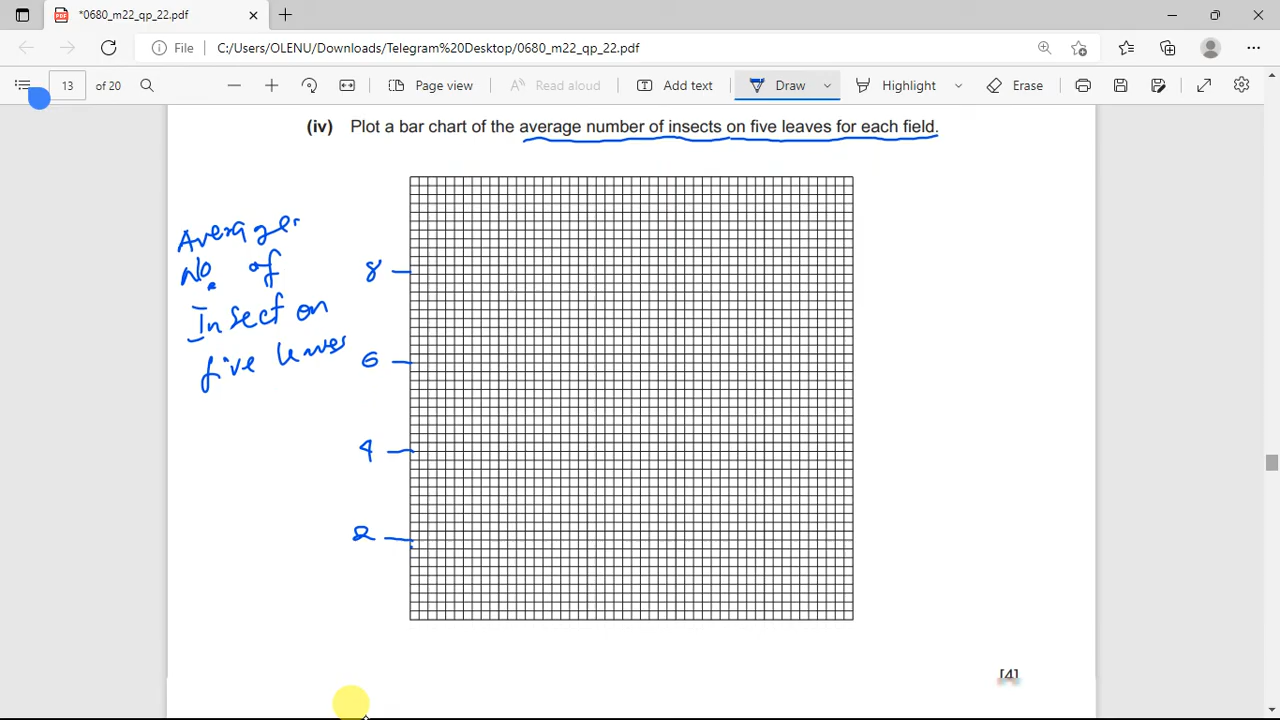 *0680_m22_qp_22.pdf
File C:/Users/OLENU/Downloads/Telegram%20Desktop/0680_m22_qp_22.pdf
13 of 20 Page view Read aloud Add text Draw Highlight Erase
(iv) Plot a bar chart of the average number of insects on five leaves for each field.
Average
No. of
Insect on
five leaves
8
6
4
2
[4]